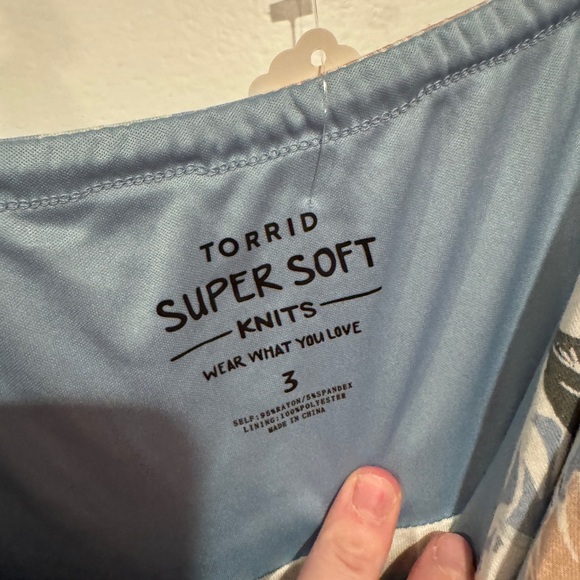 TORRID
SUPER SOFT
KNITS
WEAR WHAT YOU LOVE
3
SELF:95%RAYON/5%SPANDEX
LINING:100%POLYESTER
MADE IN CHINA